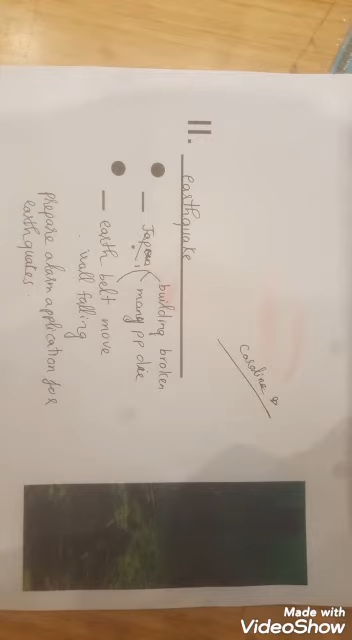 II. earthquake
building broken
— Japan, many pp die
— earth belt move
wall falling
prepare alarm application for
earthquakes.
Caroline
Made with
VideoShow